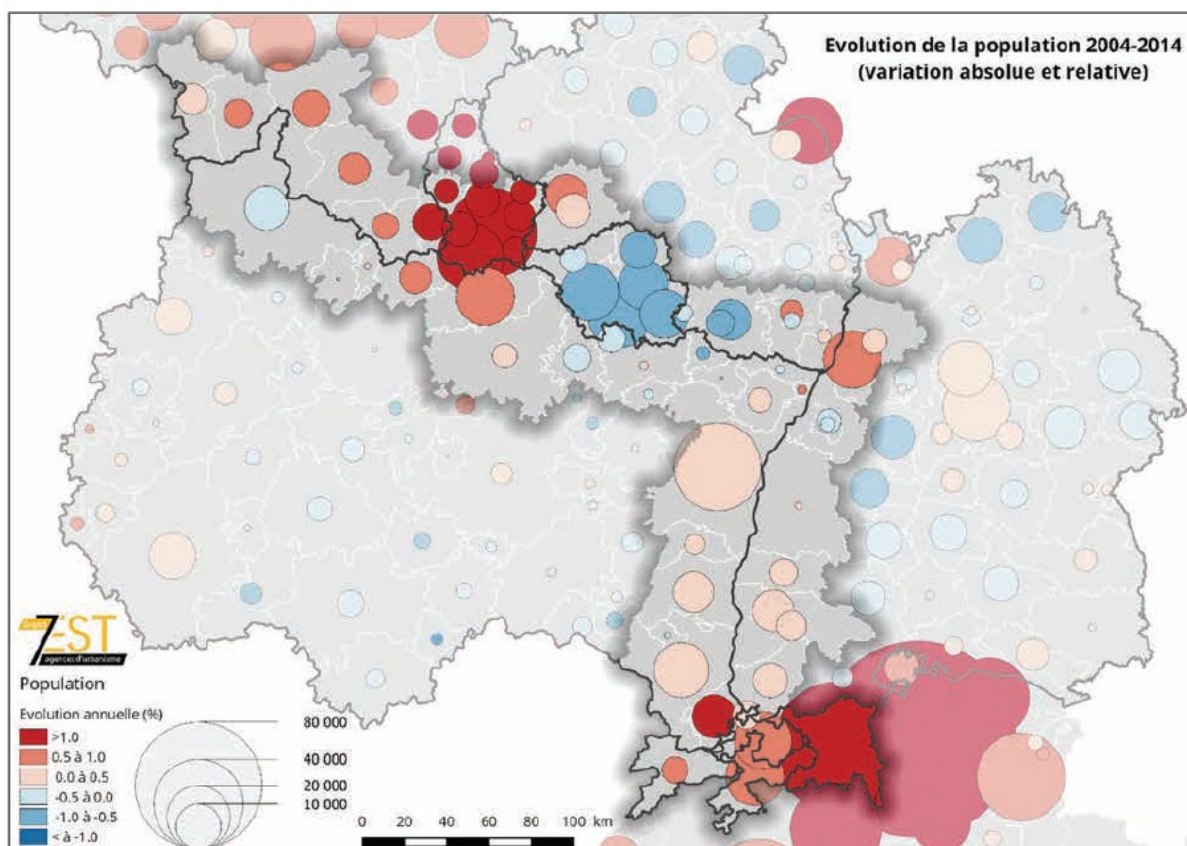 Evolution de la population 2004-2014
(variation absolue et relative)
7EST
agences d'urbanisme
Population
Evolution annuelle (%)
>1.0
0.5 à 1.0
0.0 à 0.5
-0.5 à 0.0
-1.0 à -0.5
< à -1.0
80 000
40 000
20 000
10 000
0 20 40 60 80 100 km